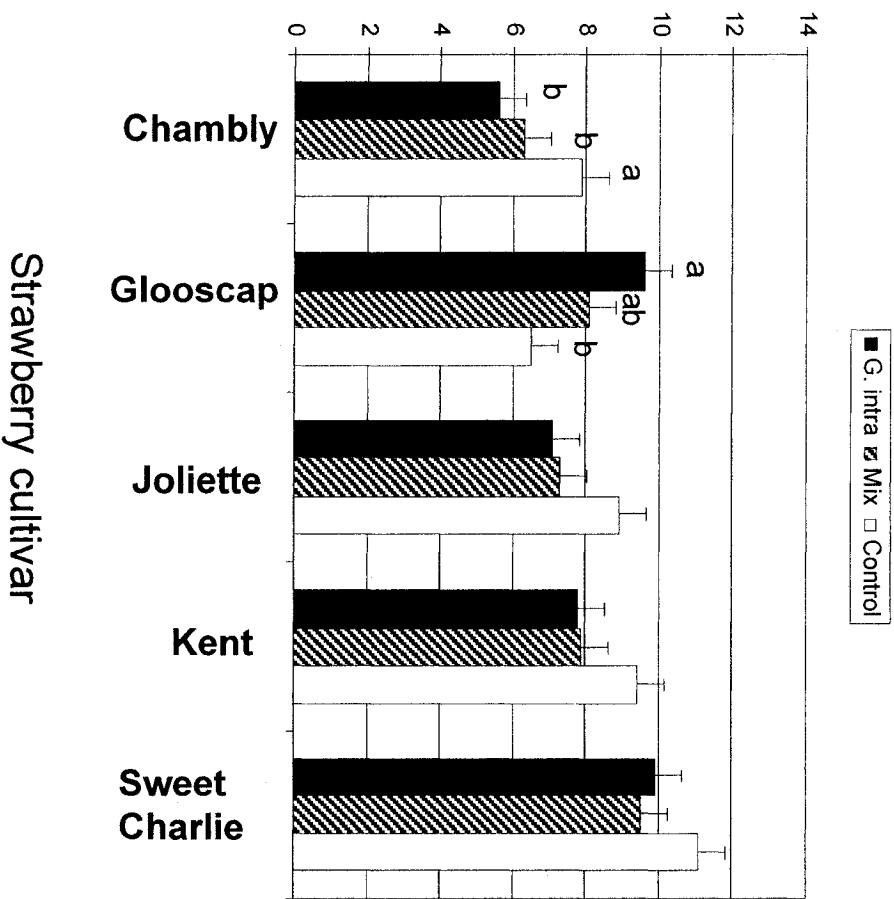 ■ G. intra ▨ Mix □ Control
14
12
10
8
6
4
2
0
b
b
a
a
ab
b
Chambly
Glooscap
Joliette
Kent
Sweet
Charlie
Strawberry cultivar